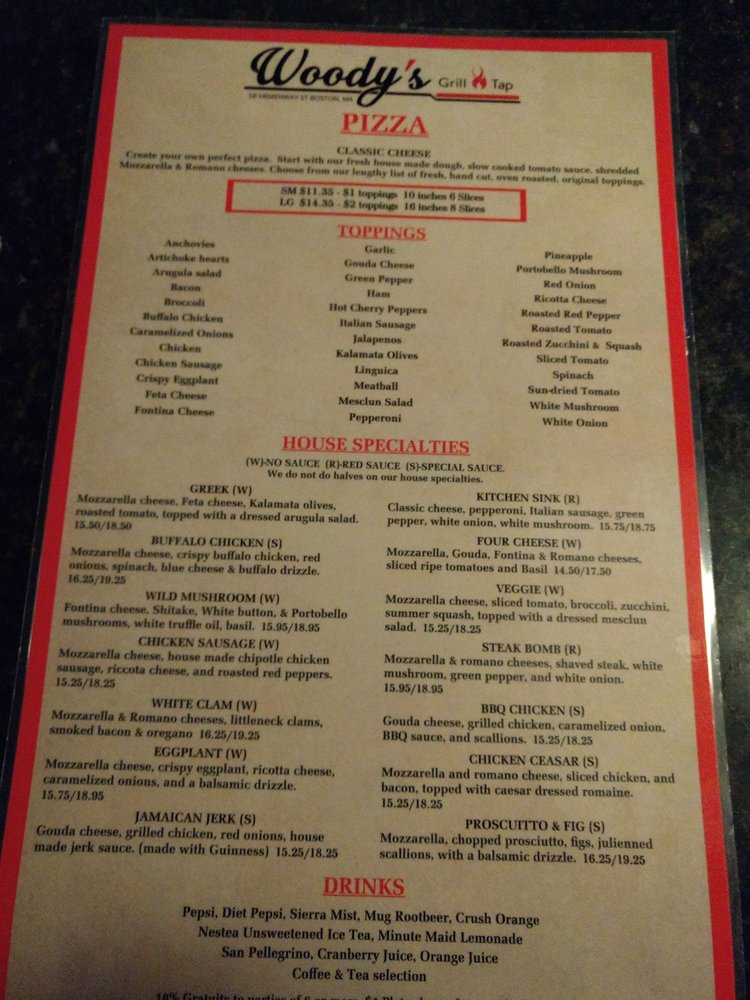 Woody's Grill Tap
58 HEMENWAY ST BOSTON, MA
PIZZA
CLASSIC CHEESE
Create your own perfect pizza. Start with our fresh house made dough, slow cooked tomato sauce, shredded
Mozzarella & Romano cheeses. Choose from our lengthy list of fresh, hand cut, oven roasted, original toppings.
SM $11.35 - $1 toppings 10 inches 6 Slices
LG $14.35 - $2 toppings 16 inches 8 Slices
TOPPINGS
Anchovies
Artichoke hearts
Arugula salad
Bacon
Broccoli
Buffalo Chicken
Caramelized Onions
Chicken
Chicken Sausage
Crispy Eggplant
Feta Cheese
Fontina Cheese
Garlic
Gouda Cheese
Green Pepper
Ham
Hot Cherry Peppers
Italian Sausage
Jalapenos
Kalamata Olives
Linguica
Meatball
Mesclun Salad
Pepperoni
Pineapple
Portobello Mushroom
Red Onion
Ricotta Cheese
Roasted Red Pepper
Roasted Tomato
Roasted Zucchini & Squash
Sliced Tomato
Spinach
Sun-dried Tomato
White Mushroom
White Onion
HOUSE SPECIALTIES
(W)-NO SAUCE (R)-RED SAUCE (S)-SPECIAL SAUCE.
We do not do halves on our house specialties.
GREEK (W)
Mozzarella cheese, Feta cheese, Kalamata olives,
roasted tomato, topped with a dressed arugula salad.
15.50/18.50
BUFFALO CHICKEN (S)
Mozzarella cheese, crispy buffalo chicken, red
onions, spinach, blue cheese & buffalo drizzle.
16.25/19.25
WILD MUSHROOM (W)
Fontina cheese, Shitake, White button, & Portobello
mushrooms, white truffle oil, basil. 15.95/18.95
CHICKEN SAUSAGE (W)
Mozzarella cheese, house made chipotle chicken
sausage, riccota cheese, and roasted red peppers.
15.25/18.25
WHITE CLAM (W)
Mozzarella & Romano cheeses, littleneck clams,
smoked bacon & oregano 16.25/19.25
EGGPLANT (W)
Mozzarella cheese, crispy eggplant, ricotta cheese,
caramelized onions, and a balsamic drizzle.
15.75/18.95
JAMAICAN JERK (S)
Gouda cheese, grilled chicken, red onions, house
made jerk sauce. (made with Guinness) 15.25/18.25
KITCHEN SINK (R)
Classic cheese, pepperoni, Italian sausage, green
pepper, white onion, white mushroom. 15.75/18.75
FOUR CHEESE (W)
Mozzarella, Gouda, Fontina & Romano cheeses,
sliced ripe tomatoes and Basil 14.50/17.50
VEGGIE (W)
Mozzarella cheese, sliced tomato, broccoli, zucchini,
summer squash, topped with a dressed mesclun
salad. 15.25/18.25
STEAK BOMB (R)
Mozzarella & romano cheeses, shaved steak, white
mushroom, green pepper, and white onion.
15.95/18.95
BBQ CHICKEN (S)
Gouda cheese, grilled chicken, caramelized onion,
BBQ sauce, and scallions. 15.25/18.25
CHICKEN CEASAR (S)
Mozzarella and romano cheese, sliced chicken, and
bacon, topped with caesar dressed romaine.
15.25/18.25
PROSCUITTO & FIG (S)
Mozzarella, chopped prosciutto, figs, julienned
scallions, with a balsamic drizzle. 16.25/19.25
DRINKS
Pepsi, Diet Pepsi, Sierra Mist, Mug Rootbeer, Crush Orange
Nestea Unsweetened Ice Tea, Minute Maid Lemonade
San Pellegrino, Cranberry Juice, Orange Juice
Coffee & Tea selection
18% Gratuity to parties of 6 or more.